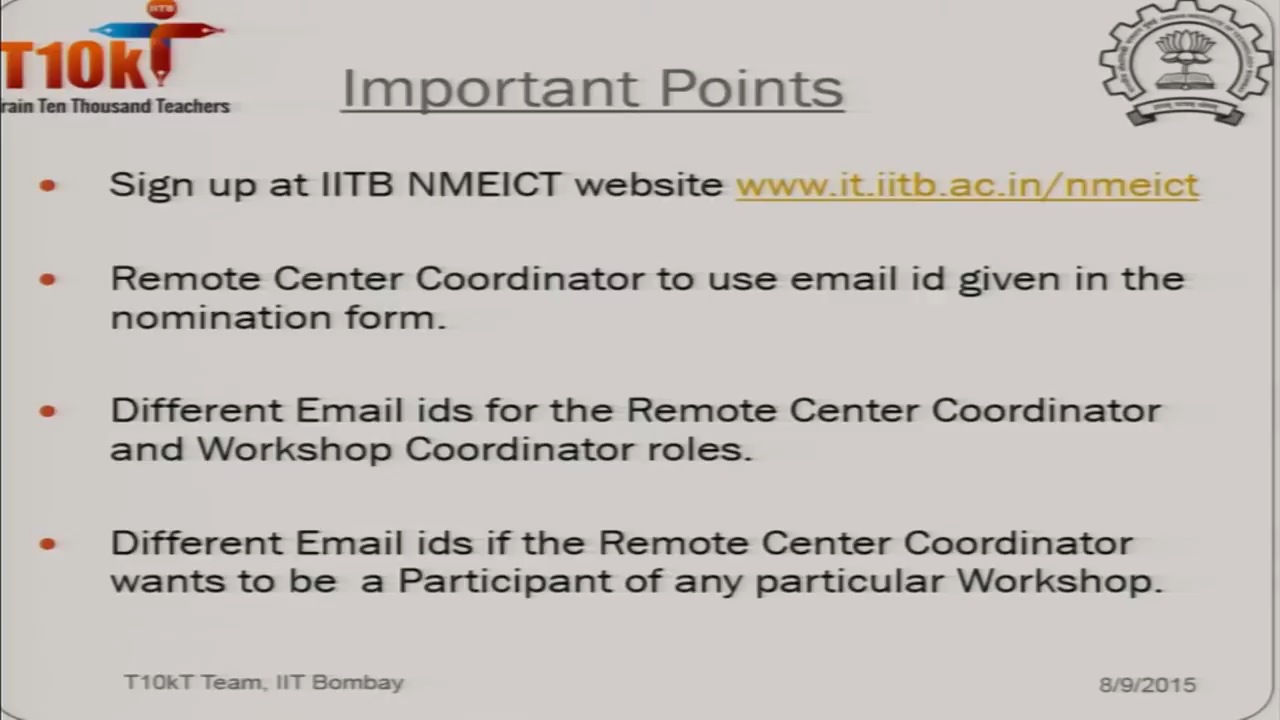 IITB
T10kT
rain Ten Thousand Teachers
Important Points
• Sign up at IITB NMEICT website www.it.iitb.ac.in/nmeict
• Remote Center Coordinator to use email id given in the
nomination form.
• Different Email ids for the Remote Center Coordinator
and Workshop Coordinator roles.
• Different Email ids if the Remote Center Coordinator
wants to be a Participant of any particular Workshop.
T10kT Team, IIT Bombay
8/9/2015